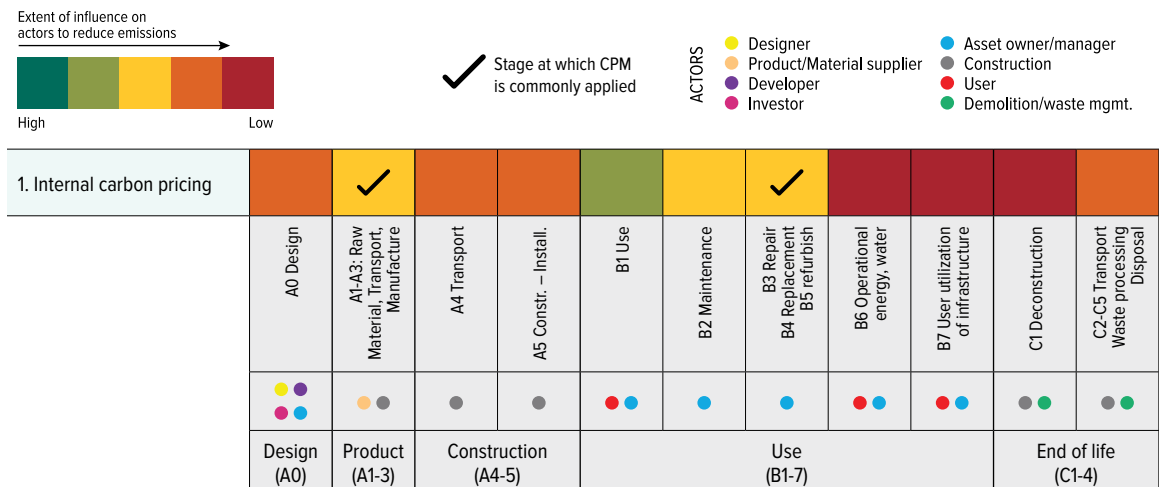 Extent of influence on
actors to reduce emissions
High
Low
Stage at which CPM
is commonly applied
ACTORS
Designer
Product/Material supplier
Developer
Investor
Asset owner/manager
Construction
User
Demolition/waste mgmt.
1. Internal carbon pricing
A0 Design
A1-A3: Raw
Material, Transport,
Manufacture
A4 Transport
A5 Constr. – Install.
B1 Use
B2 Maintenance
B3 Repair
B4 Replacement
B5 refurbish
B6 Operational
energy, water
B7 User utilization
of infrastructure
C1 Deconstruction
C2-C5 Transport
Waste processing
Disposal
Design
(A0)
Product
(A1-3)
Construction
(A4-5)
Use
(B1-7)
End of life
(C1-4)